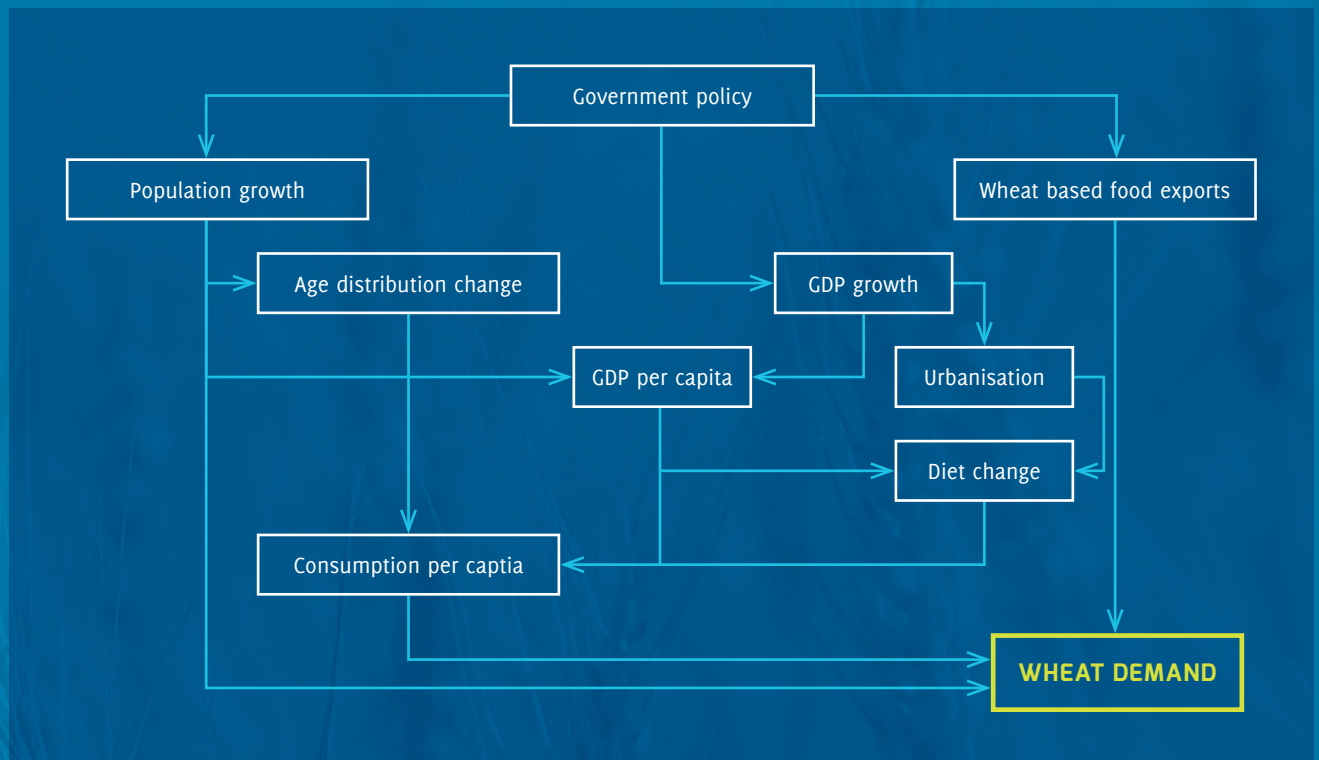 Government policy
Population growth
Wheat based food exports
Age distribution change
GDP growth
GDP per capita
Urbanisation
Diet change
Consumption per captia
WHEAT DEMAND